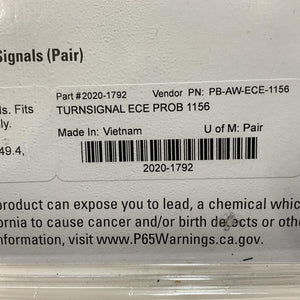 Signals (Pair)
Part #2020-1792 Vendor PN: PB-AW-ECE-1156
ds. Fits
TURNSIGNAL ECE PROB 1156
ly.
Made In: Vietnam U of M: Pair
49.4,
2020-1792
product can expose you to lead, a chemical which
ornia to cause cancer and/or birth defects or othe
information, visit www.P65Warnings.ca.gov.